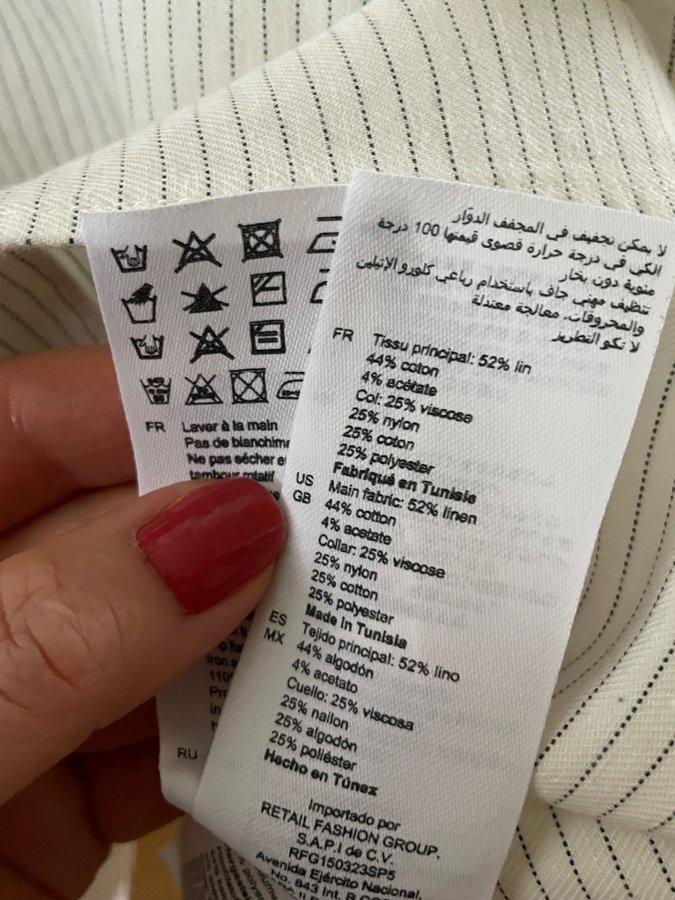 FR Laver à la main
Pas de blanchim
Ne pas sécher e
tambour rotatif
110°
RU
لا يمكن تجفيف في المجفف الدوّار
الكي في درجة حرارة قصوى قيمتها 100 درجة
مئوية دون بخار
تنظيف مهني جاف باستخدام رباعي كلورو الإثيلين
والمحروقات، معالجة معتدلة
لا تكو التطريز
FR Tissu principal: 52% lin
44% coton
4% acétate
Col: 25% viscose
25% nylon
25% coton
25% polyester
Fabriqué en Tunisie
US Main fabric: 52% linen
GB 44% cotton
4% acetate
Collar: 25% viscose
25% nylon
25% cotton
25% polyester
Made in Tunisia
ES Tejido principal: 52% lino
MX 44% algodón
4% acetato
Cuello: 25% viscosa
25% nailon
25% algodón
25% poliéster
Hecho en Túnez
Importado por
RETAIL FASHION GROUP,
S.A.P.I de C.V.
RFG150323SP5
Avenida Ejército Nacional,
No. 843 Int. B